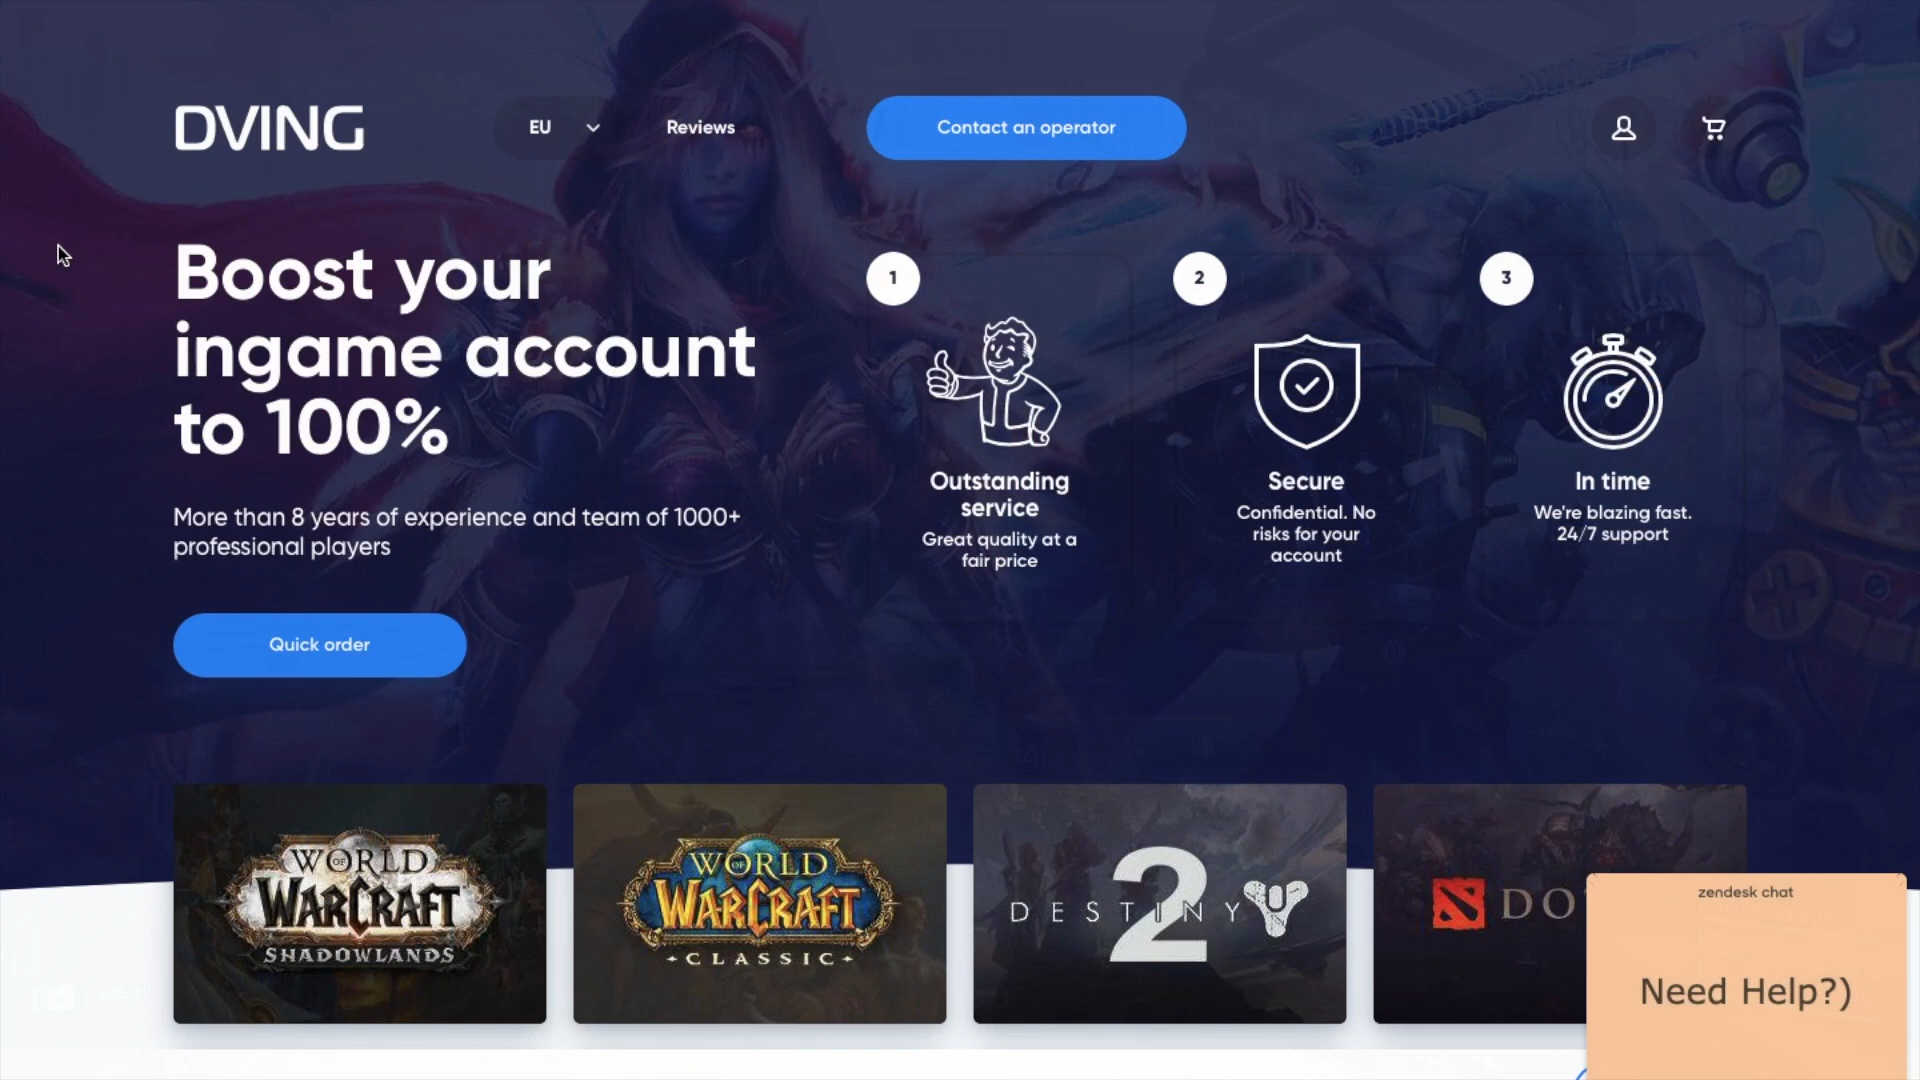 DVING
EU
Reviews
Contact an operator
Boost your
ingame account
to 100%
More than 8 years of experience and team of 1000+
professional players
Quick order
1
Outstanding
service
Great quality at a
fair price
2
Secure
Confidential. No
risks for your
account
3
In time
We're blazing fast.
24/7 support
WORLD
OF
WARCRAFT
SHADOWLANDS
WORLD
OF
WARCRAFT
CLASSIC
DESTINY 2
DO
zendesk chat
Need Help?)